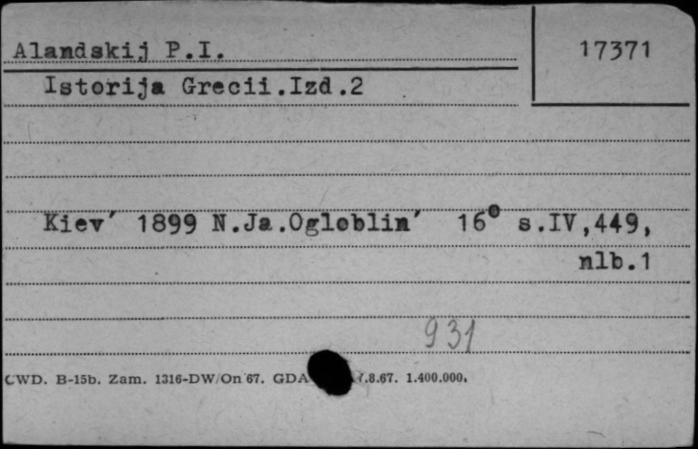 Alandskij P.I.
17371
Istorija Grecii.Izd.2
Kiev' 1899 N.Ja.Ogloblin' 16° s.IV,449,
nlb.1
931
CWD. B-15b. Zam. 1316-DW/On 67. GDA .8.67. 1.400.000.